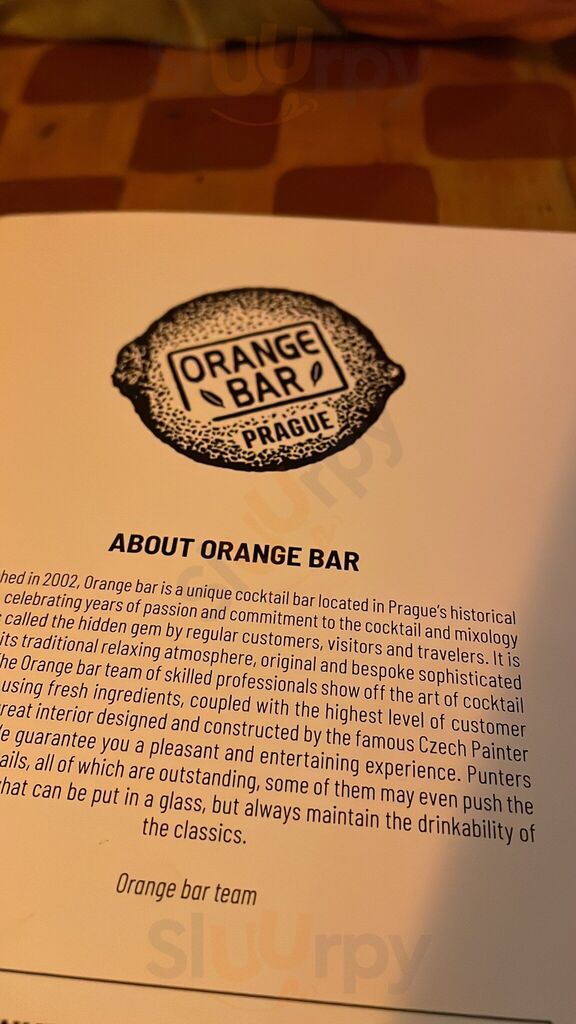 ORANGE
BAR
PRAGUE
ABOUT ORANGE BAR
hed in 2002, Orange bar is a unique cocktail bar located in Prague's historical
celebrating years of passion and commitment to the cocktail and mixology
called the hidden gem by regular customers, visitors and travelers. It is
its traditional relaxing atmosphere, original and bespoke sophisticated
he Orange bar team of skilled professionals show off the art of cocktail
using fresh ingredients, coupled with the highest level of customer
reat interior designed and constructed by the famous Czech Painter
e guarantee you a pleasant and entertaining experience. Punters
ails, all of which are outstanding, some of them may even push the
hat can be put in a glass, but always maintain the drinkability of
the classics.
Orange bar team
Sluurpy
Sluurpy
Sluurpy